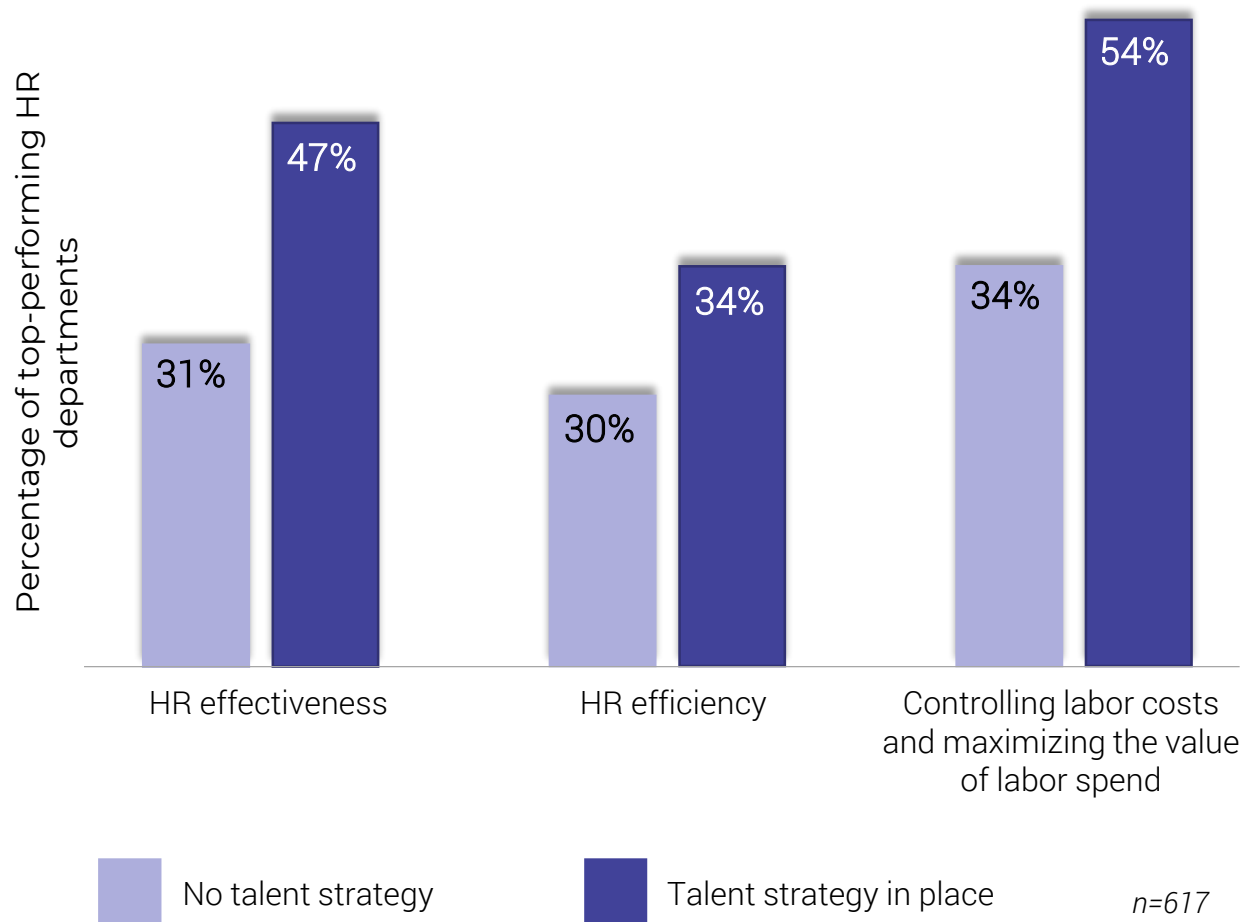 Percentage of top-performing HR
departments
31%
47%
30%
34%
34%
54%
HR effectiveness
HR efficiency
Controlling labor costs
and maximizing the value
of labor spend
No talent strategy
Talent strategy in place
n=617